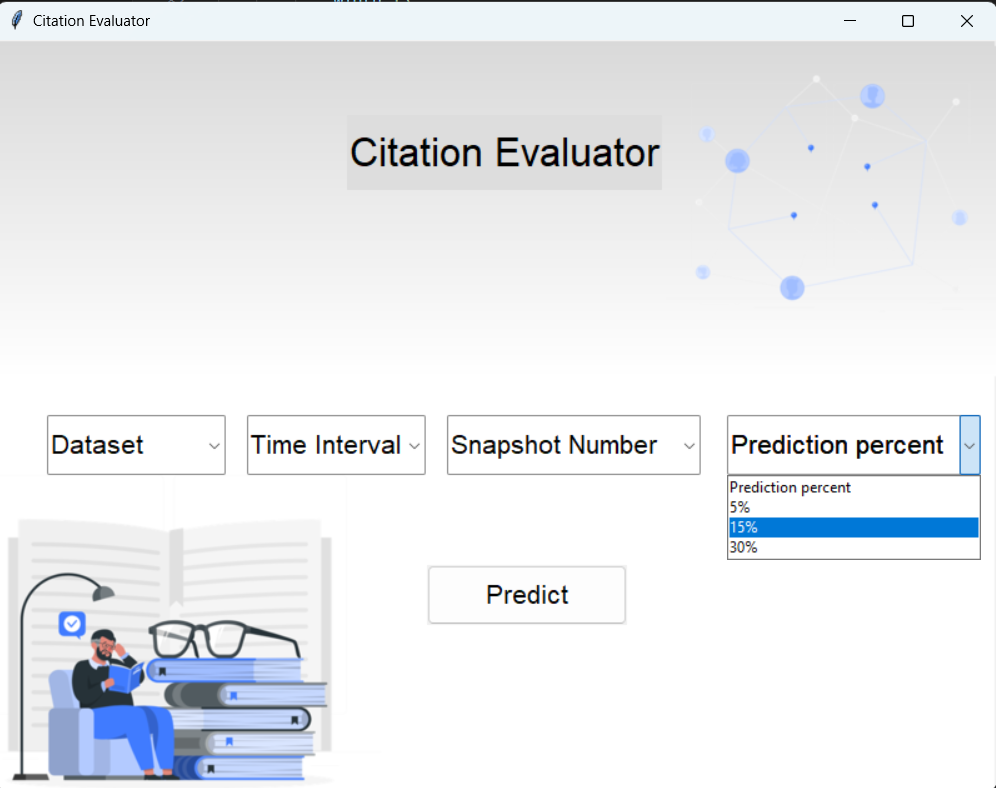 Citation Evaluator
Citation Evaluator
Dataset
Time Interval
Snapshot Number
Prediction percent
Prediction percent
5%
15%
30%
Predict